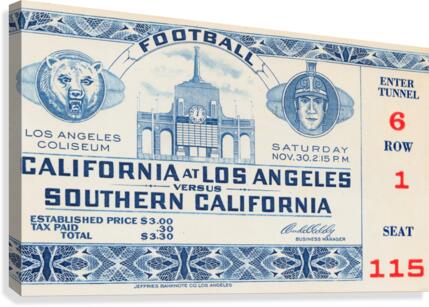 FOOTBALL
LOS ANGELES
COLISEUM
SATURDAY
NOV. 30, 2:15 P.M.
CALIFORNIA AT LOS ANGELES
VERSUS
SOUTHERN CALIFORNIA
ESTABLISHED PRICE $3.00
TAX PAID .30
TOTAL $3.30
BUSINESS MANAGER
JEFFRIES BANKNOTE CO. LOS ANGELES
ENTER
TUNNEL
6
ROW
1
SEAT
115